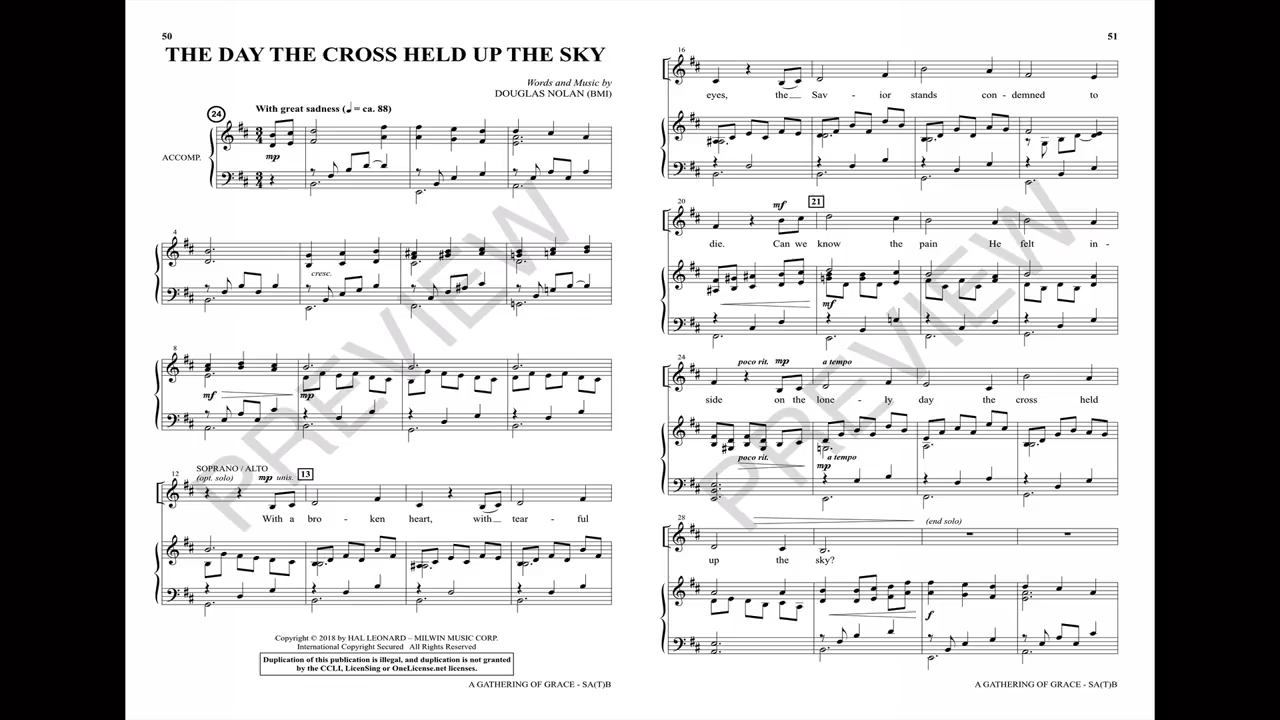 50
THE DAY THE CROSS HELD UP THE SKY
Words and Music by
DOUGLAS NOLAN (BMI)
24
With great sadness (♩ = ca. 88)
ACCOMP.
3 4
mp
3 4
4
cresc.
8
mf
mp
SOPRANO / ALTO
12
(opt. solo)
mp unis.
13
With a bro - ken heart, with tear - ful
Copyright © 2018 by HAL LEONARD – MILWIN MUSIC CORP.
International Copyright Secured All Rights Reserved
Duplication of this publication is illegal, and duplication is not granted
by the CCLI, LicenSing or OneLicense.net licenses.
A GATHERING OF GRACE - SA(T)B
PREVIEW
51
16
eyes, the Sav - ior stands con - demned to
20
mf
21
die. Can we know the pain He felt in -
mf
24
poco rit. mp a tempo
side on the lone - ly day the cross held
poco rit. a tempo
mp
28
(end solo)
up the sky?
f
A GATHERING OF GRACE - SA(T)B
PREVIEW